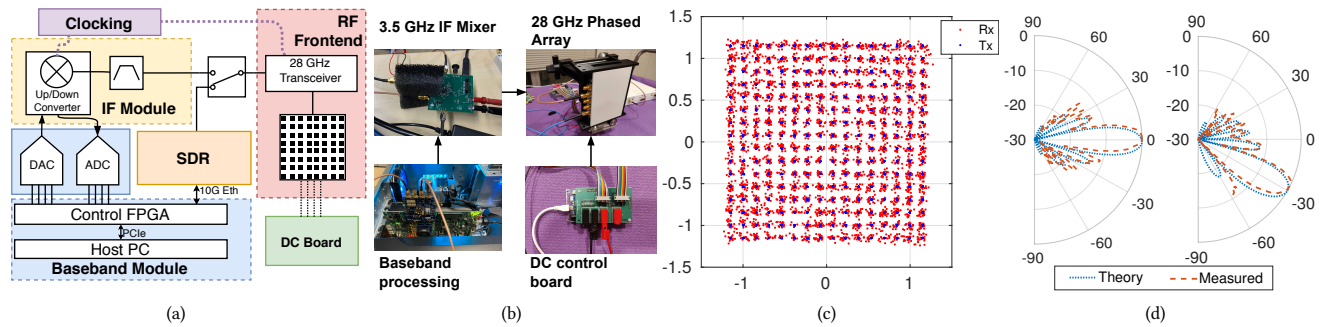 Clocking
RF
Frontend
28 GHz
Transceiver
Up/Down
Converter
IF Module
DAC
ADC
SDR
10G Eth
Control FPGA
PCIe
Host PC
Baseband Module
DC Board
(a)
3.5 GHz IF Mixer
28 GHz Phased
Array
Baseband
processing
DC control
board
(b)
1.5
1
0.5
0
-0.5
-1
-1.5
-1
0
1
Rx
Tx
(c)
90
60
30
0
-30
-60
-90
0
-10
-20
-30
90
60
30
0
-30
-60
-90
0
-10
-20
-30
Theory
Measured
(d)